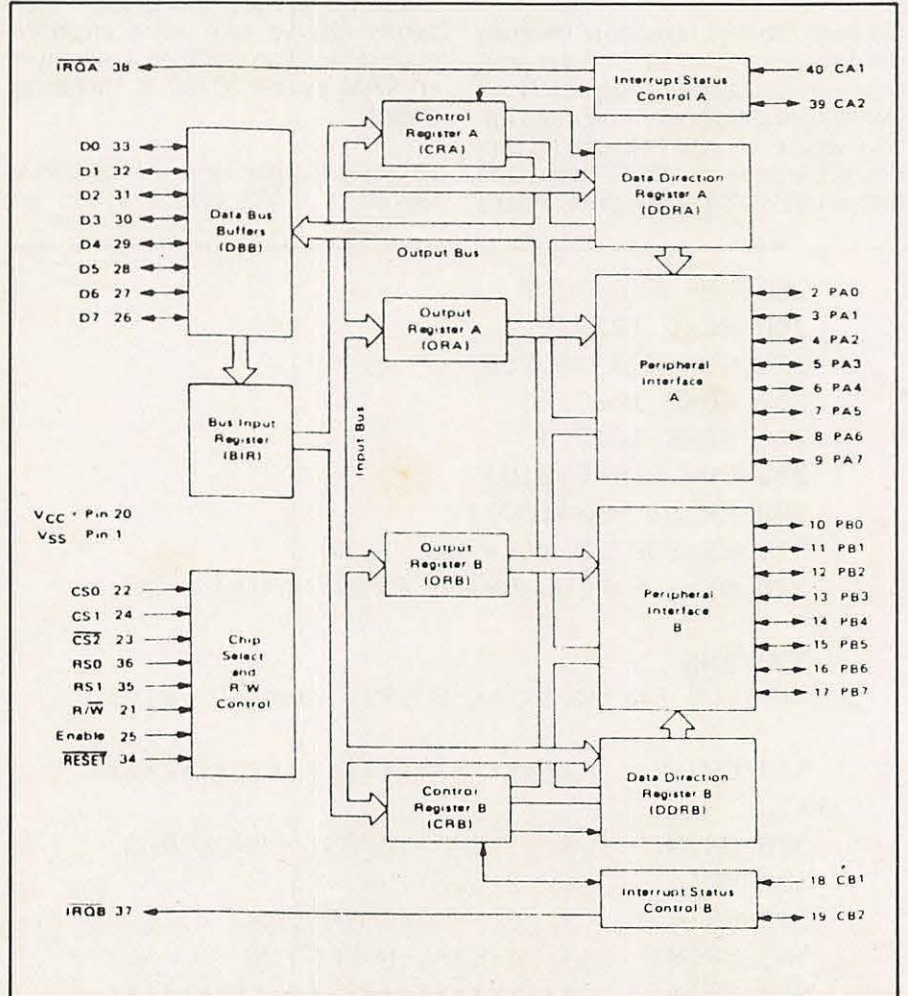 IRQA 38
Interrupt Status
Control A
40 CA1
39 CA2
Control
Register A
(CRA)
D0 33
D1 32
D2 31
D3 30
D4 29
D5 28
D6 27
D7 26
Data Bus
Buffers
(DBB)
Data Direction
Register A
(DDRA)
Output Bus
Output
Register A
(ORA)
Peripheral
Interface
A
2 PA0
3 PA1
4 PA2
5 PA3
6 PA4
7 PA5
8 PA6
9 PA7
Bus Input
Register
(BIR)
Input Bus
VCC · Pin 20
VSS Pin 1
Output
Register B
(ORB)
Peripheral
Interface
B
10 PB0
11 PB1
12 PB2
13 PB3
14 PB4
15 PB5
16 PB6
17 PB7
CS0 22
CS1 24
CS2 23
RS0 36
RS1 35
R/W 21
Enable 25
RESET 34
Chip
Select
and
R W
Control
Control
Register B
(CRB)
Data Direction
Register B
(DDRB)
Interrupt Status
Control B
18 CB1
19 CB2
IRQB 37